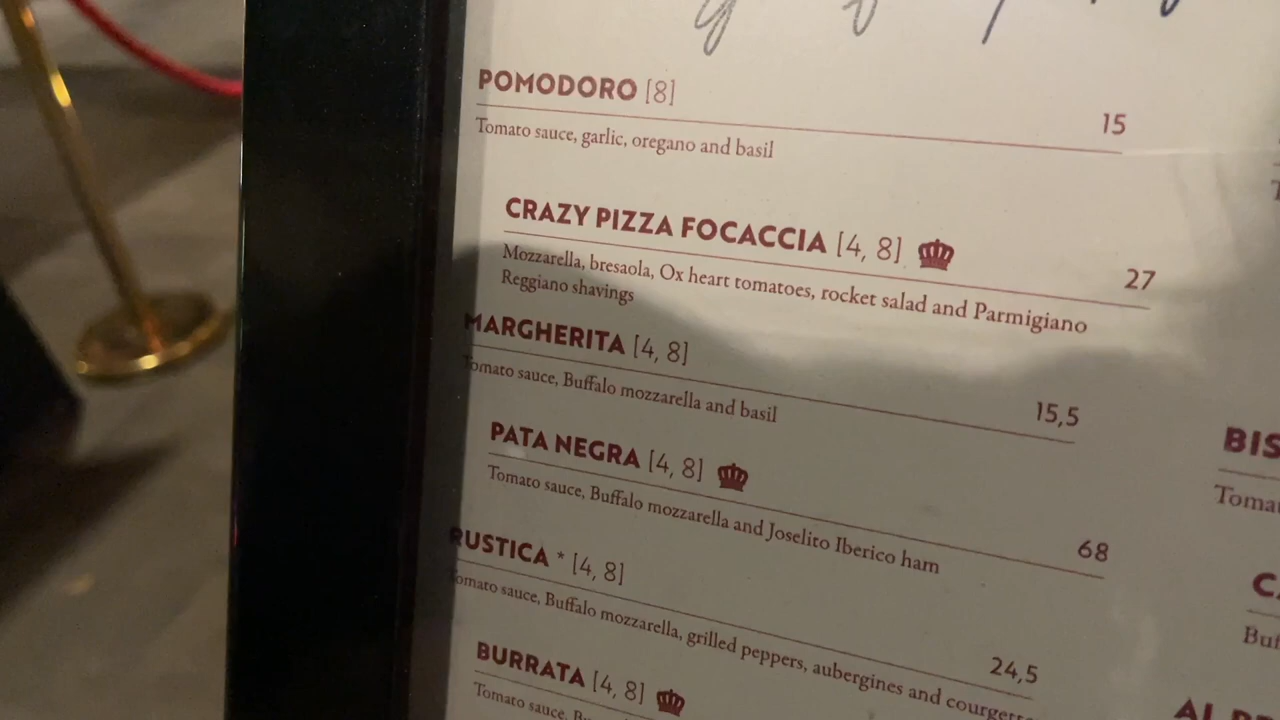 POMODORO [8]
15
Tomato sauce, garlic, oregano and basil
CRAZY PIZZA FOCACCIA [4, 8]
27
Mozzarella, bresaola, Ox heart tomatoes, rocket salad and Parmigiano
Reggiano shavings
MARGHERITA [4, 8]
15,5
Tomato sauce, Buffalo mozzarella and basil
PATA NEGRA [4, 8]
68
Tomato sauce, Buffalo mozzarella and Joselito Iberico ham
RUSTICA * [4, 8]
24,5
Tomato sauce, Buffalo mozzarella, grilled peppers, aubergines and
BURRATA [4, 8]
Tomato sauce,
BIS